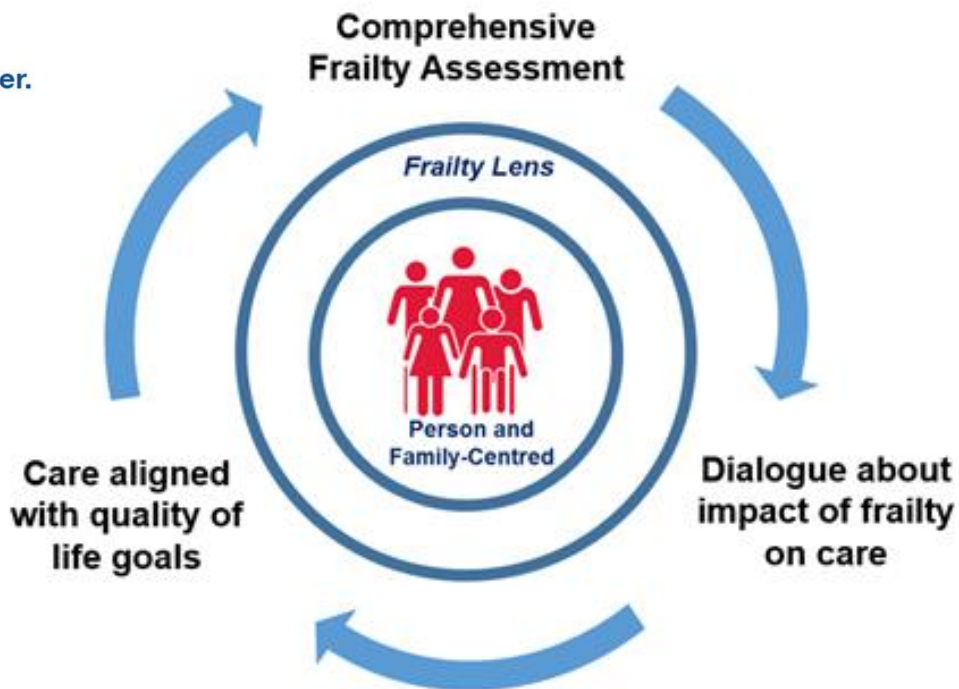 Comprehensive
Frailty Assessment
er.
Frailty Lens
Person and
Family-Centred
Care aligned
with quality of
life goals
Dialogue about
impact of frailty
on care